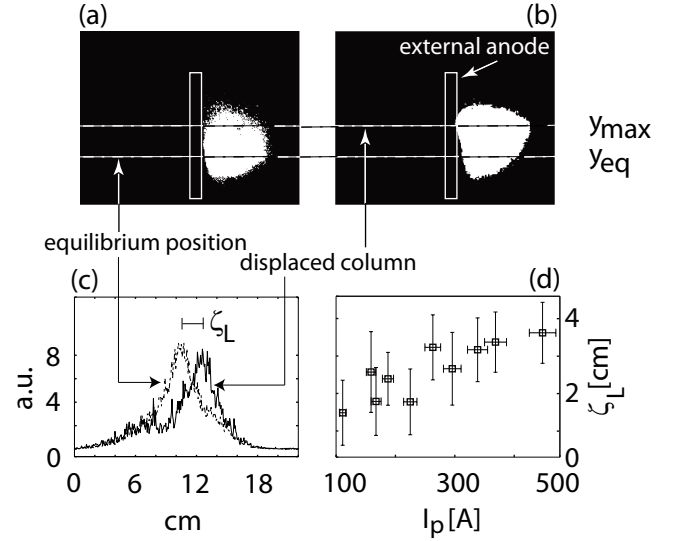 (a)
(b)
external anode
ymax
yeq
equilibrium position
displaced column
(c)
(d)
ζL
8
4
0
a.u.
0 6 12 18
cm
4
2
0
ζL [cm]
100 300 500
Ip [A]